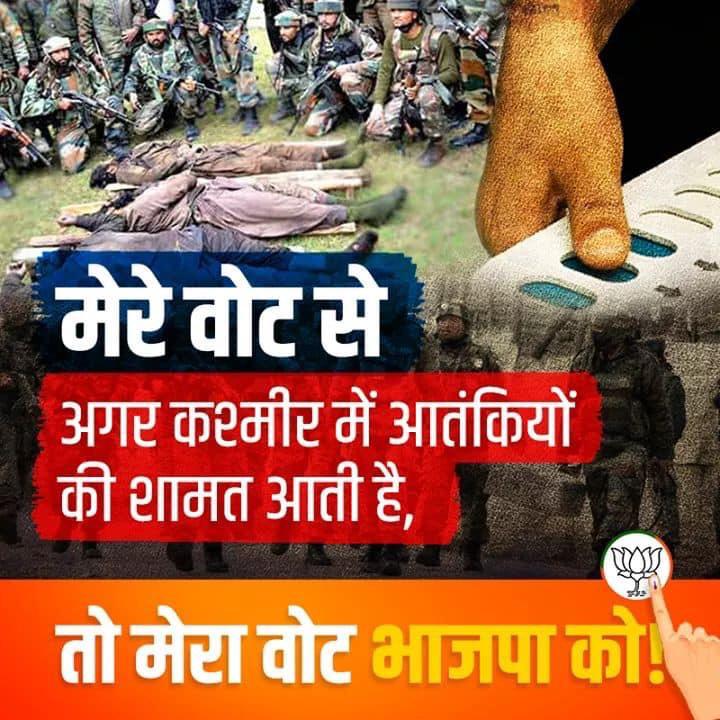 मेरे वोट से
अगर कश्मीर में आतंकियों
की शामत आती है,
तो मेरा वोट भाजपा को!